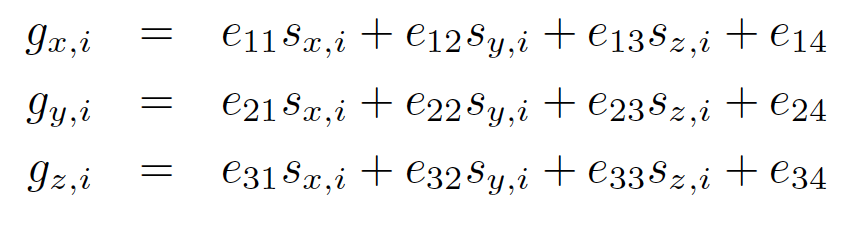 g_{x,i} = e_{11}s_{x,i} + e_{12}s_{y,i} + e_{13}s_{z,i} + e_{14}
g_{y,i} = e_{21}s_{x,i} + e_{22}s_{y,i} + e_{23}s_{z,i} + e_{24}
g_{z,i} = e_{31}s_{x,i} + e_{32}s_{y,i} + e_{33}s_{z,i} + e_{34}